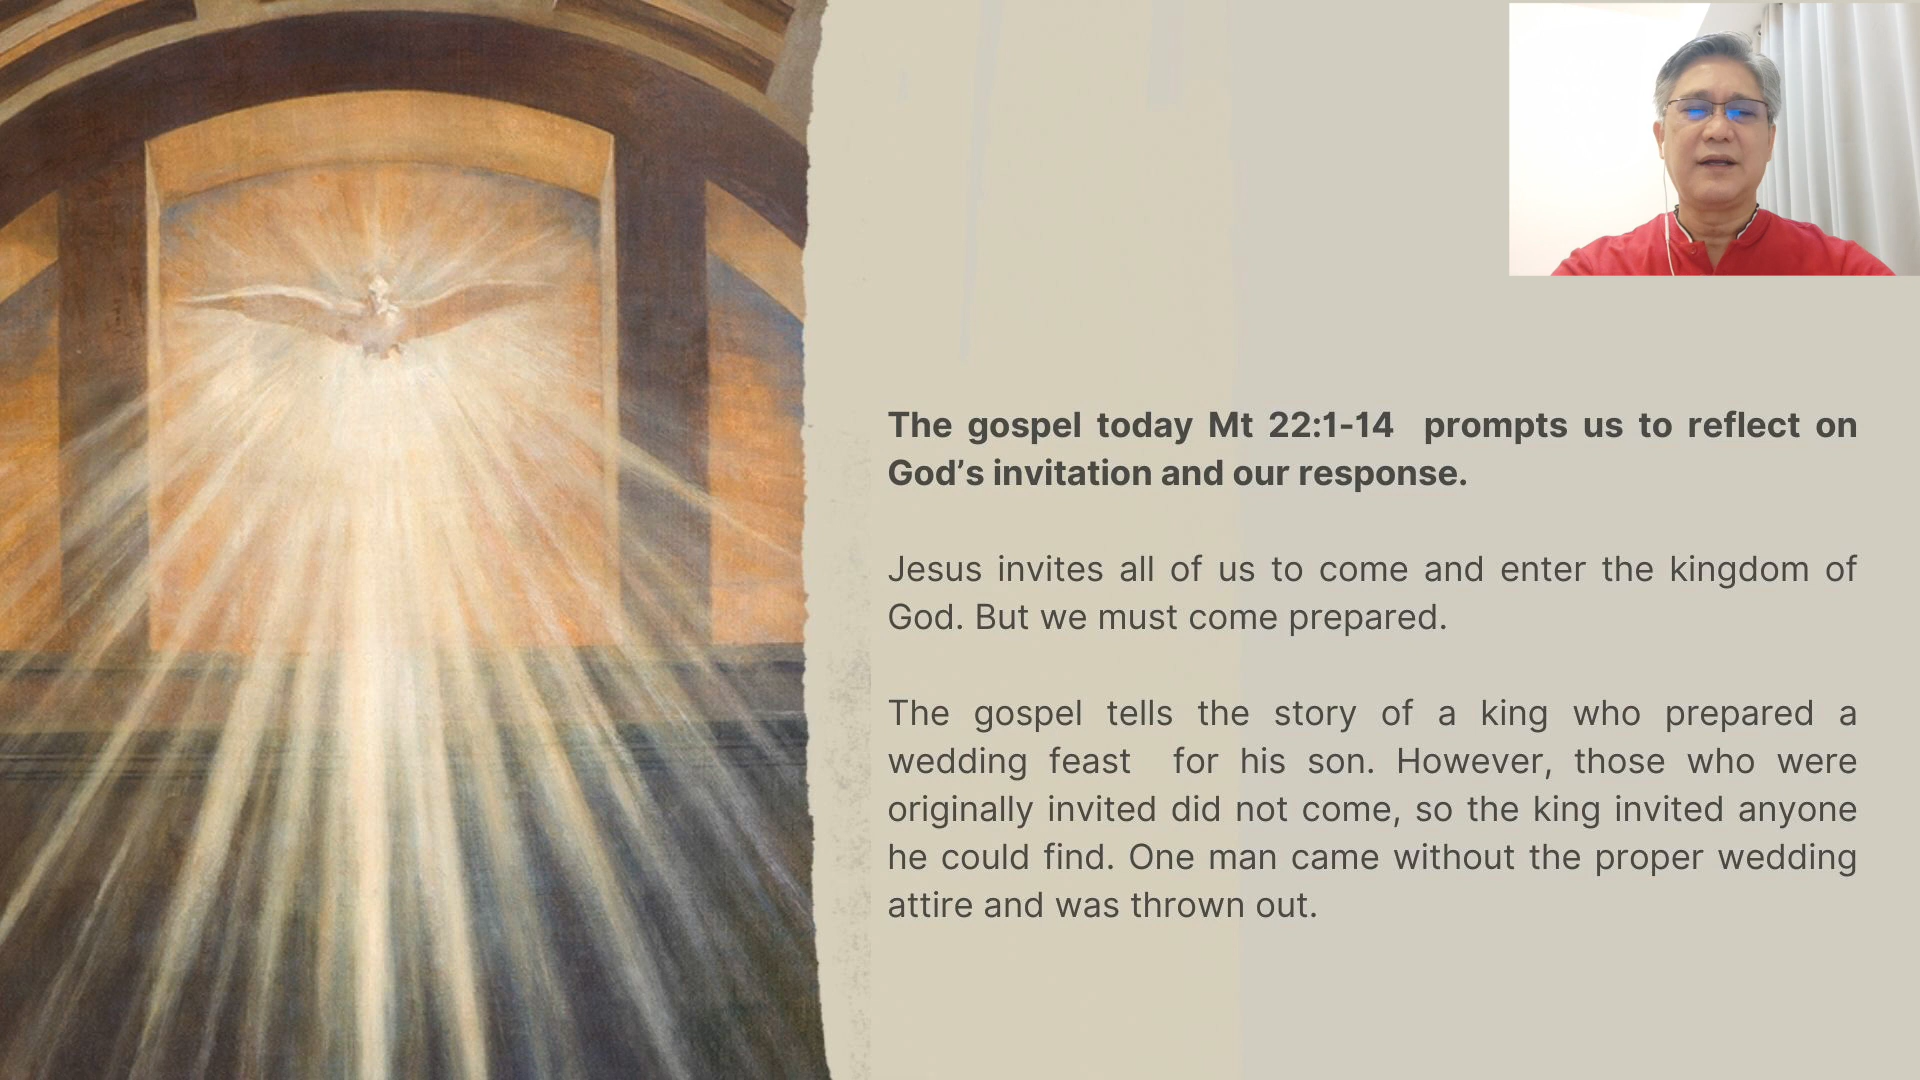 The gospel today Mt 22:1-14 prompts us to reflect on
God’s invitation and our response.
Jesus invites all of us to come and enter the kingdom of
God. But we must come prepared.
The gospel tells the story of a king who prepared a
wedding feast for his son. However, those who were
originally invited did not come, so the king invited anyone
he could find. One man came without the proper wedding
attire and was thrown out.